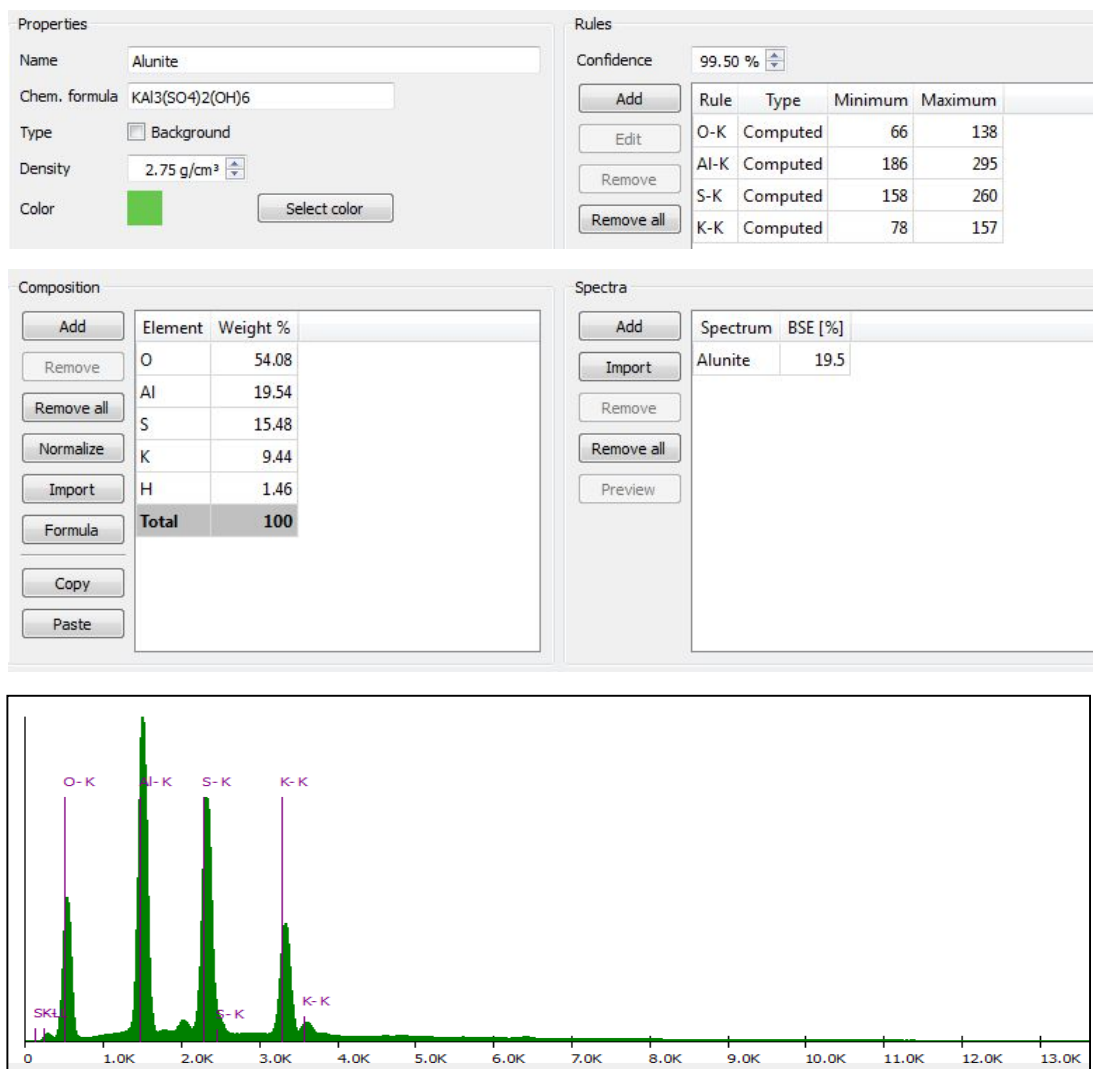 Properties
Name Alunite
Chem. formula KAl3(SO4)2(OH)6
Type Background
Density 2.75 g/cm³
Color Select color
Rules
Confidence 99.50 %
Add
Edit
Remove
Remove all
Rule Type Minimum Maximum
O-K Computed 66 138
Al-K Computed 186 295
S-K Computed 158 260
K-K Computed 78 157
Composition
Add
Remove
Remove all
Normalize
Import
Formula
Copy
Paste
Element Weight %
O 54.08
Al 19.54
S 15.48
K 9.44
H 1.46
Total 100
Spectra
Add
Import
Remove
Remove all
Preview
Spectrum BSE [%]
Alunite 19.5
O-K Al-K S-K K-K
K-K
S-K
0 1.0K 2.0K 3.0K 4.0K 5.0K 6.0K 7.0K 8.0K 9.0K 10.0K 11.0K 12.0K 13.0K